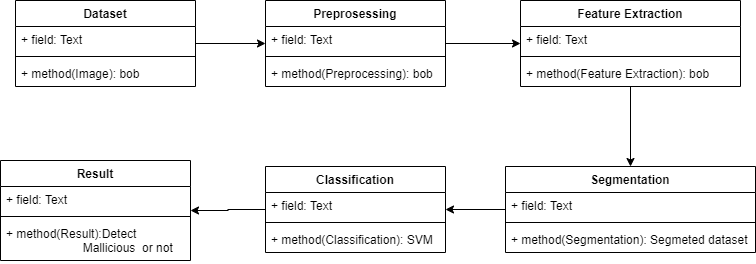 Dataset
+ field: Text
+ method(Image): bob
Preprosessing
+ field: Text
+ method(Preprocessing): bob
Feature Extraction
+ field: Text
+ method(Feature Extraction): bob
Result
+ field: Text
+ method(Result):Detect
Mallicious or not
Classification
+ field: Text
+ method(Classification): SVM
Segmentation
+ field: Text
+ method(Segmentation): Segmeted dataset